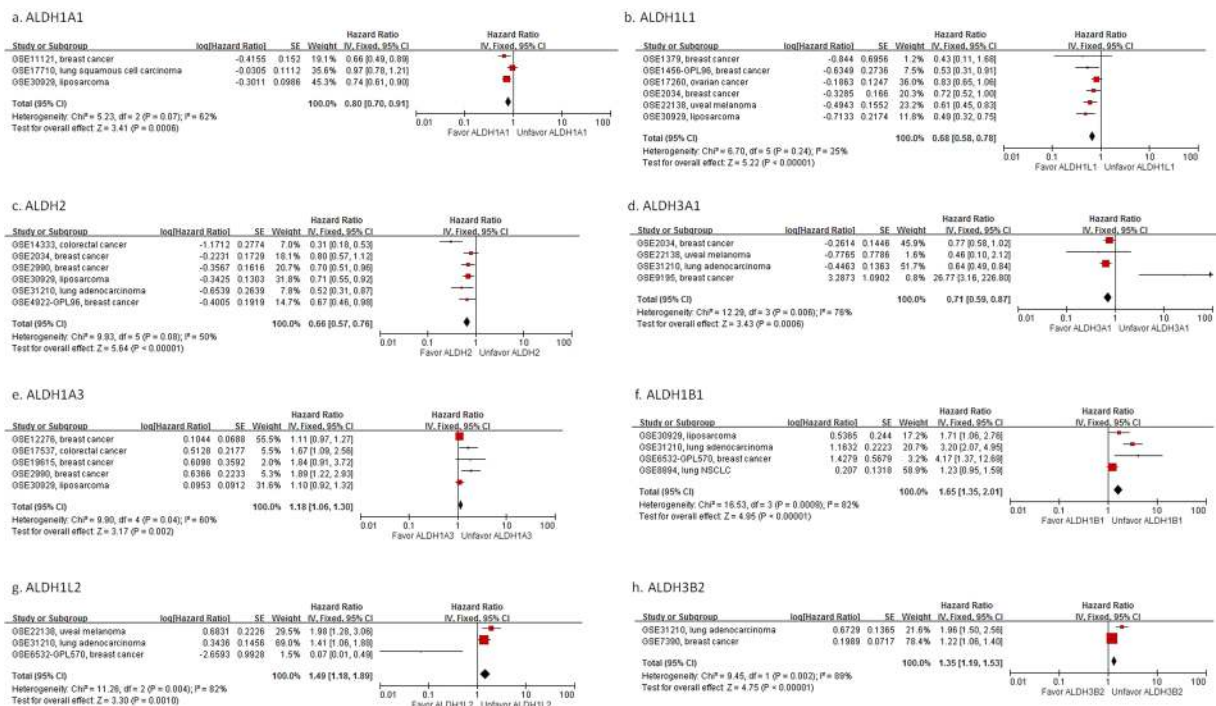 a. ALDH1A1
Hazard Ratio Hazard Ratio
Study or Subgroup log[Hazard Ratio] SE Weight IV, Fixed, 95% CI IV, Fixed, 95% CI
GSE11121, breast cancer -0.4155 0.152 19.1% 0.66 [0.49, 0.89]
GSE17710, lung squamous cell carcinoma -0.0305 0.1112 35.6% 0.97 [0.78, 1.21]
GSE30929, liposarcoma -0.3011 0.0986 45.3% 0.74 [0.61, 0.90]
Total (95% CI) 100.0% 0.80 [0.70, 0.91]
Heterogeneity: Chi² = 5.23, df = 2 (P = 0.07); I² = 62%
Test for overall effect: Z = 3.41 (P = 0.0006)
0.01 0.1 1 10 100
Favor ALDH1A1 Unfavor ALDH1A1
b. ALDH1L1
Hazard Ratio Hazard Ratio
Study or Subgroup log[Hazard Ratio] SE Weight IV, Fixed, 95% CI IV, Fixed, 95% CI
GSE1379, breast cancer -0.844 0.6956 1.2% 0.43 [0.11, 1.68]
GSE1456-GPL96, breast cancer -0.6349 0.2736 7.5% 0.53 [0.31, 0.91]
GSE17260, ovarian cancer -0.1863 0.1247 36.0% 0.83 [0.65, 1.06]
GSE2034, breast cancer -0.3285 0.166 20.3% 0.72 [0.52, 1.00]
GSE22138, uveal melanoma -0.4943 0.1552 23.2% 0.61 [0.45, 0.83]
GSE30929, liposarcoma -0.7133 0.2174 11.8% 0.49 [0.32, 0.75]
Total (95% CI) 100.0% 0.68 [0.58, 0.78]
Heterogeneity: Chi² = 6.70, df = 5 (P = 0.24); I² = 25%
Test for overall effect: Z = 5.22 (P < 0.00001)
0.01 0.1 1 10 100
Favor ALDH1L1 Unfavor ALDH1L1
c. ALDH2
Hazard Ratio Hazard Ratio
Study or Subgroup log[Hazard Ratio] SE Weight IV, Fixed, 95% CI IV, Fixed, 95% CI
GSE14333, colorectal cancer -1.1712 0.2774 7.0% 0.31 [0.18, 0.53]
GSE2034, breast cancer -0.2231 0.1729 18.1% 0.80 [0.57, 1.12]
GSE2990, breast cancer -0.3567 0.1616 20.7% 0.70 [0.51, 0.96]
GSE30929, liposarcoma -0.3425 0.1303 31.8% 0.71 [0.55, 0.92]
GSE31210, lung adenocarcinoma -0.6539 0.2639 7.8% 0.52 [0.31, 0.87]
GSE4922-GPL96, breast cancer -0.4005 0.1919 14.7% 0.67 [0.46, 0.98]
Total (95% CI) 100.0% 0.66 [0.57, 0.76]
Heterogeneity: Chi² = 9.93, df = 5 (P = 0.08); I² = 50%
Test for overall effect: Z = 5.64 (P < 0.00001)
0.01 0.1 1 10 100
Favor ALDH2 Unfavor ALDH2
d. ALDH3A1
Hazard Ratio Hazard Ratio
Study or Subgroup log[Hazard Ratio] SE Weight IV, Fixed, 95% CI IV, Fixed, 95% CI
GSE2034, breast cancer -0.2614 0.1446 45.9% 0.77 [0.58, 1.02]
GSE22138, uveal melanoma -0.7765 0.7786 1.6% 0.46 [0.10, 2.12]
GSE31210, lung adenocarcinoma -0.4463 0.1363 51.7% 0.64 [0.49, 0.84]
GSE9195, breast cancer 3.2873 1.0902 0.8% 26.77 [3.16, 226.80]
Total (95% CI) 100.0% 0.71 [0.59, 0.87]
Heterogeneity: Chi² = 12.29, df = 3 (P = 0.006); I² = 76%
Test for overall effect: Z = 3.43 (P = 0.0006)
0.01 0.1 1 10 100
Favor ALDH3A1 Unfavor ALDH3A1
e. ALDH1A3
Hazard Ratio Hazard Ratio
Study or Subgroup log[Hazard Ratio] SE Weight IV, Fixed, 95% CI IV, Fixed, 95% CI
GSE12276, breast cancer 0.1044 0.0688 55.5% 1.11 [0.97, 1.27]
GSE17537, colorectal cancer 0.5128 0.2177 5.5% 1.67 [1.09, 2.56]
GSE19615, breast cancer 0.6098 0.3592 2.0% 1.84 [0.91, 3.72]
GSE2990, breast cancer 0.6366 0.2233 5.3% 1.89 [1.22, 2.93]
GSE30929, liposarcoma 0.0953 0.0912 31.6% 1.10 [0.92, 1.32]
Total (95% CI) 100.0% 1.18 [1.06, 1.30]
Heterogeneity: Chi² = 9.90, df = 4 (P = 0.04); I² = 60%
Test for overall effect: Z = 3.17 (P = 0.002)
0.01 0.1 1 10 100
Favor ALDH1A3 Unfavor ALDH1A3
f. ALDH1B1
Hazard Ratio Hazard Ratio
Study or Subgroup log[Hazard Ratio] SE Weight IV, Fixed, 95% CI IV, Fixed, 95% CI
GSE30929, liposarcoma 0.5365 0.244 17.2% 1.71 [1.06, 2.76]
GSE31210, lung adenocarcinoma 1.1632 0.2223 20.7% 3.20 [2.07, 4.95]
GSE6532-GPL570, breast cancer 1.4279 0.5679 3.2% 4.17 [1.37, 12.69]
GSE8894, lung NSCLC 0.207 0.1318 58.9% 1.23 [0.95, 1.59]
Total (95% CI) 100.0% 1.65 [1.35, 2.01]
Heterogeneity: Chi² = 16.53, df = 3 (P = 0.0009); I² = 82%
Test for overall effect: Z = 4.95 (P < 0.00001)
0.01 0.1 1 10 100
Favor ALDH1B1 Unfavor ALDH1B1
g. ALDH1L2
Hazard Ratio Hazard Ratio
Study or Subgroup log[Hazard Ratio] SE Weight IV, Fixed, 95% CI IV, Fixed, 95% CI
GSE22138, uveal melanoma 0.6831 0.2226 29.5% 1.98 [1.28, 3.06]
GSE31210, lung adenocarcinoma 0.3436 0.1456 69.0% 1.41 [1.06, 1.88]
GSE6532-GPL570, breast cancer -2.6593 0.9928 1.5% 0.07 [0.01, 0.49]
Total (95% CI) 100.0% 1.49 [1.18, 1.89]
Heterogeneity: Chi² = 11.26, df = 2 (P = 0.004); I² = 82%
Test for overall effect: Z = 3.30 (P = 0.0010)
0.01 0.1 1 10 100
Favor ALDH1L2 Unfavor ALDH1L2
h. ALDH3B2
Hazard Ratio Hazard Ratio
Study or Subgroup log[Hazard Ratio] SE Weight IV, Fixed, 95% CI IV, Fixed, 95% CI
GSE31210, lung adenocarcinoma 0.6729 0.1365 21.6% 1.96 [1.50, 2.56]
GSE7390, breast cancer 0.1989 0.0717 78.4% 1.22 [1.06, 1.40]
Total (95% CI) 100.0% 1.35 [1.19, 1.53]
Heterogeneity: Chi² = 9.45, df = 1 (P = 0.002); I² = 89%
Test for overall effect: Z = 4.75 (P < 0.00001)
0.01 0.1 1 10 100
Favor ALDH3B2 Unfavor ALDH3B2